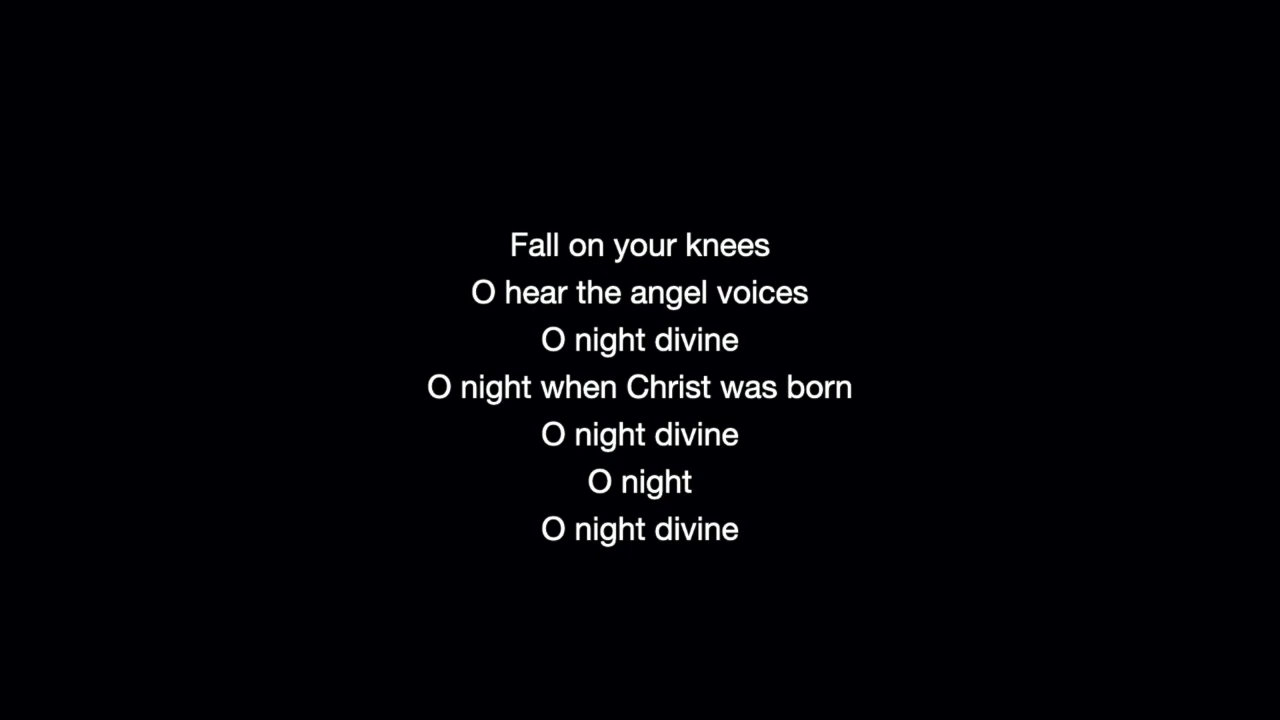 Fall on your knees
O hear the angel voices
O night divine
O night when Christ was born
O night divine
O night
O night divine